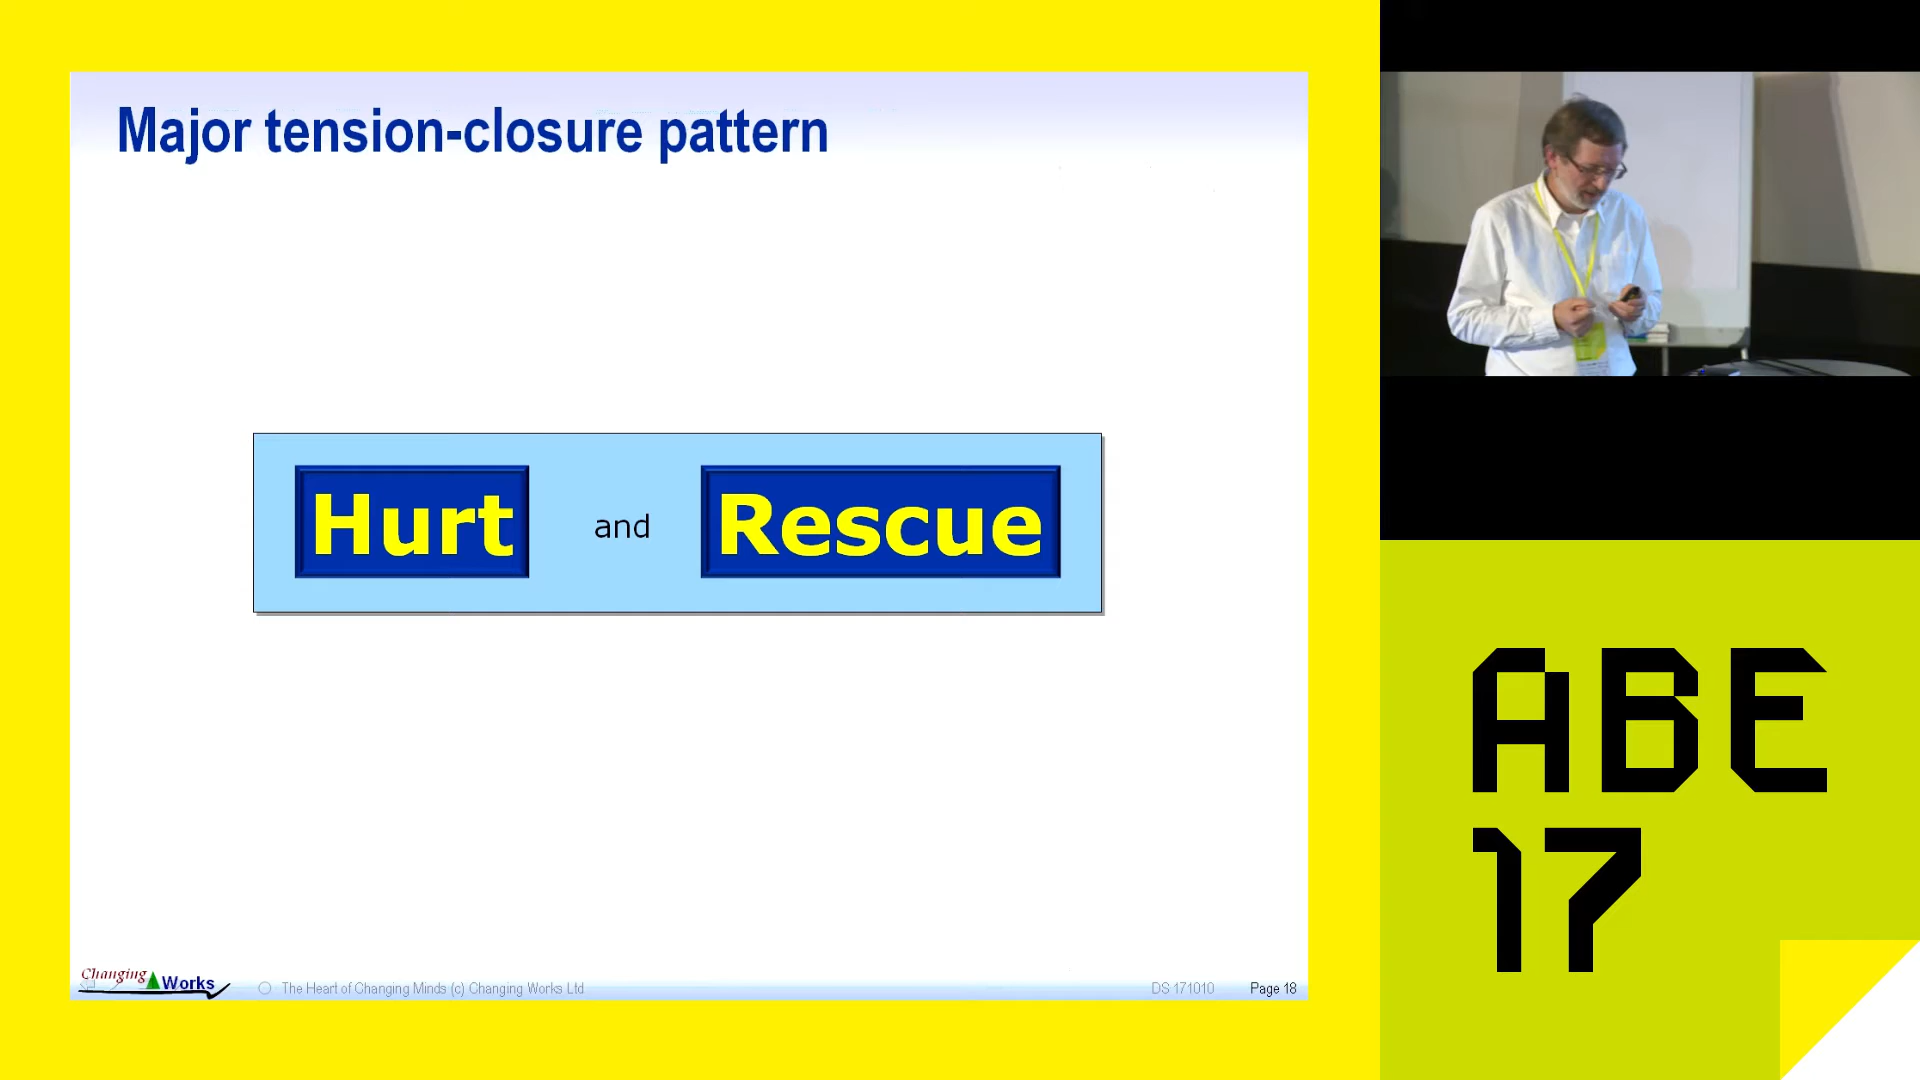 Major tension-closure pattern
Hurt and Rescue
Changing Works
The Heart of Changing Minds (c) Changing Works Ltd
DS 171010
Page 18
ABE
17